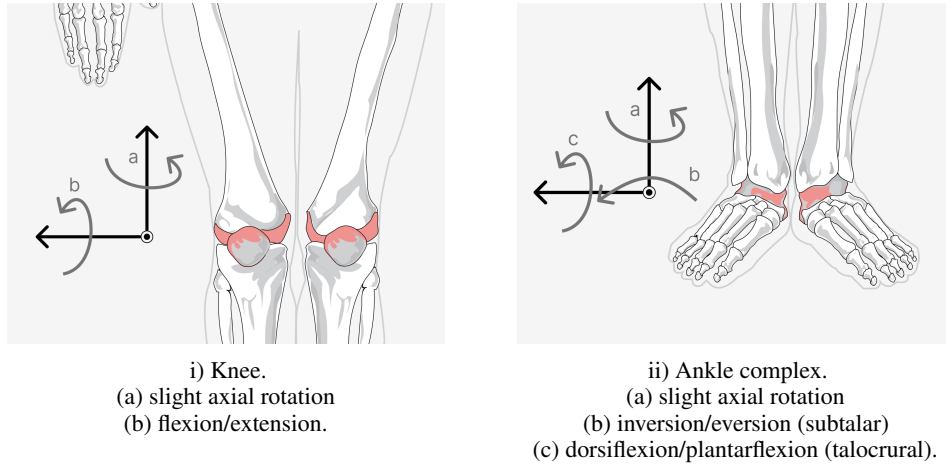 a
b
a
c
b
i) Knee.
(a) slight axial rotation
(b) flexion/extension.
ii) Ankle complex.
(a) slight axial rotation
(b) inversion/eversion (subtalar)
(c) dorsiflexion/plantarflexion (talocrural).